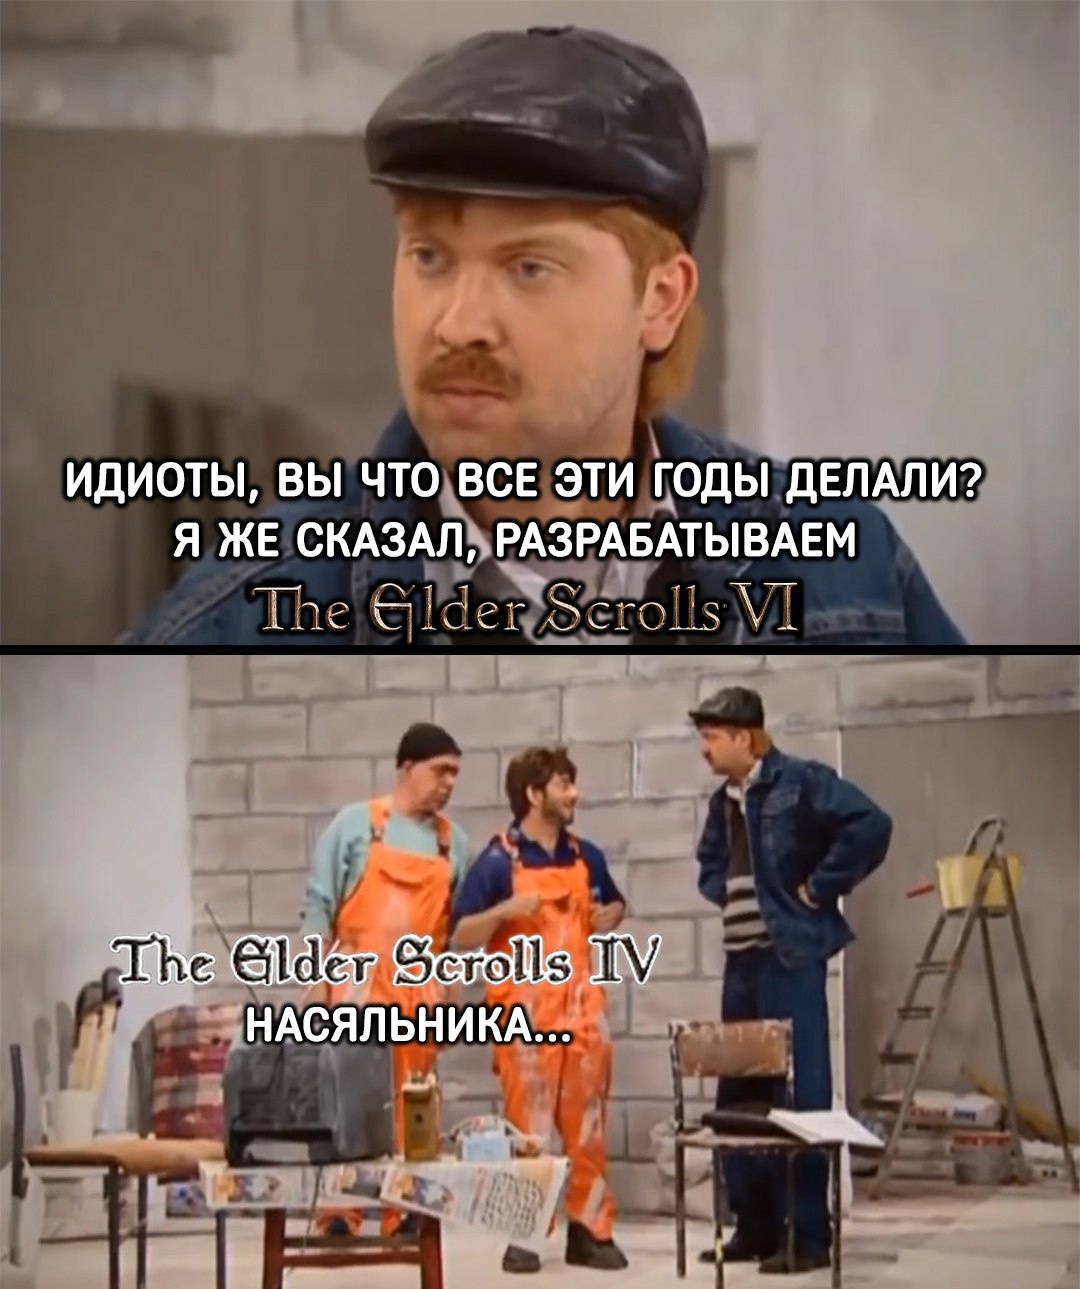 ИДИОТЫ, ВЫ ЧТО ВСЕ ЭТИ ГОДЫ ДЕЛАЛИ?
Я ЖЕ СКАЗАЛ, РАЗРАБАТЫВАЕМ
The Elder Scrolls VI
The Elder Scrolls IV
НАСЯЛЬНИКА...